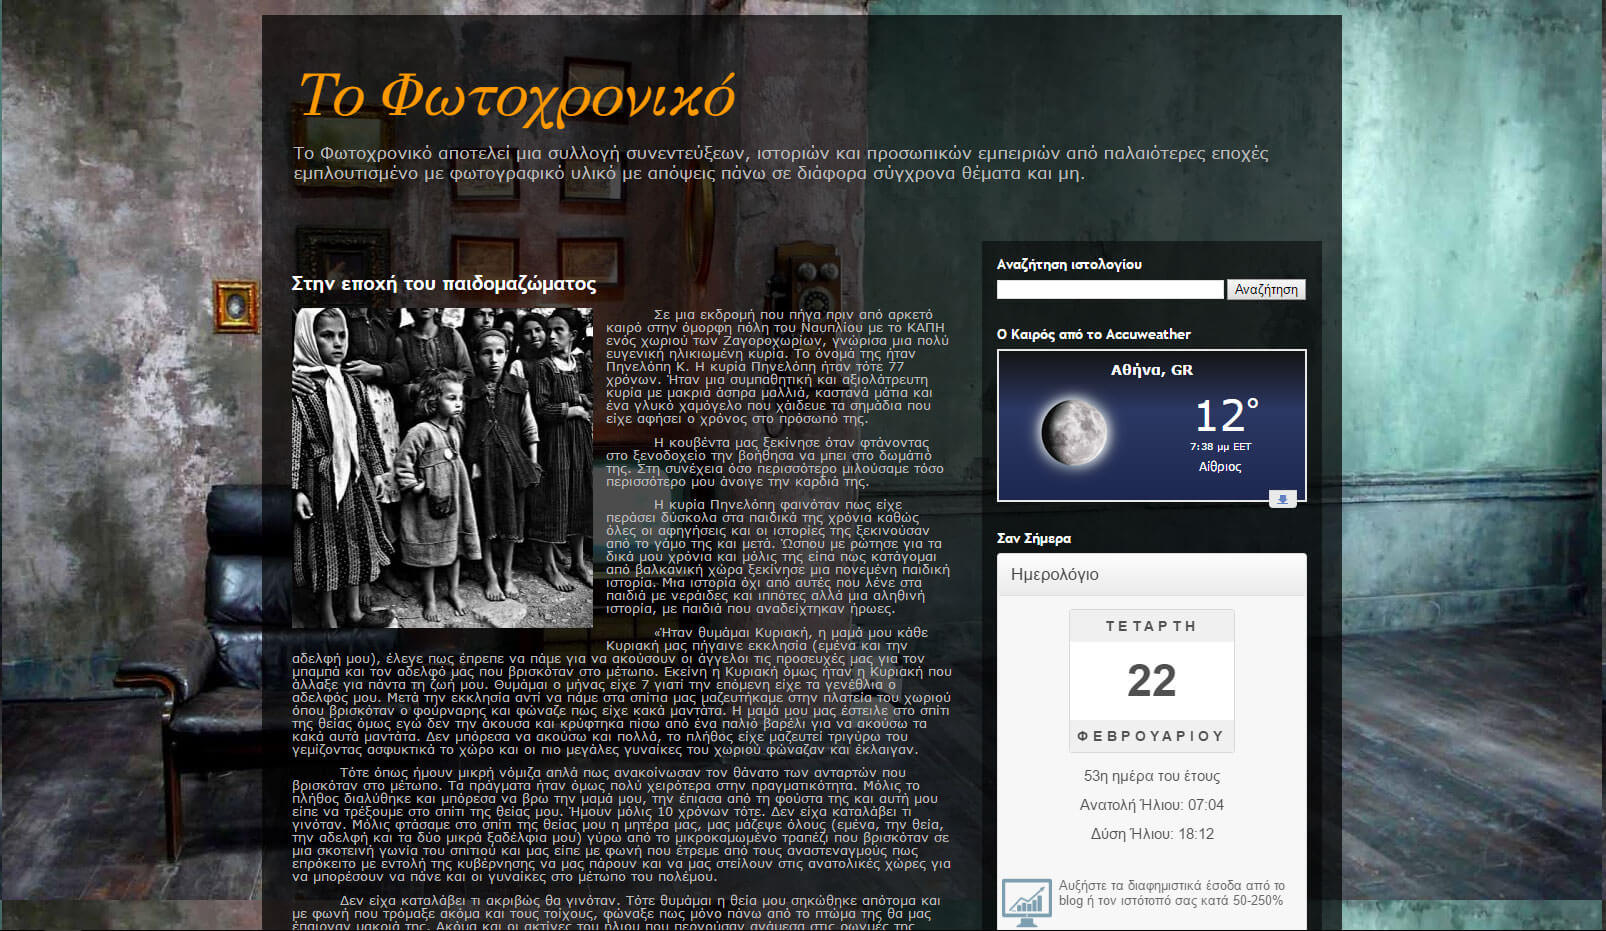 Το Φωτοχρονικό
Το Φωτοχρονικό αποτελεί μια συλλογή συνεντεύξεων, ιστοριών και προσωπικών εμπειριών από παλαιότερες εποχές
εμπλουτισμένο με φωτογραφικό υλικό με απόψεις πάνω σε διάφορα σύγχρονα θέματα και μη.
Στην εποχή του παιδομαζώματος
Σε μια εκδρομή που πήγα πριν από αρκετό
καιρό στην όμορφη πόλη του Ναυπλίου με το ΚΑΠΗ
ενός χωριού των Ζαγοροχωρίων, γνώρισα μια πολύ
ευγενική ηλικιωμένη κυρία. Το όνομά της ήταν
Πηνελόπη Κ. Η κυρία Πηνελόπη ήταν τότε 77
χρόνων. Ήταν μια συμπαθητική και αξιολάτρευτη
κυρία με μακριά άσπρα μαλλιά, καστανά μάτια και
ένα γλυκό χαμόγελο που χάιδευε τα σημάδια που
είχε αφήσει ο χρόνος στο πρόσωπό της.
Η κουβέντα μας ξεκίνησε όταν φτάνοντας
στο ξενοδοχείο την βοήθησα να μπει στο δωμάτιό
της. Στη συνέχεια όσο περισσότερο μιλούσαμε τόσο
περισσότερο μου άνοιγε την καρδιά της.
Η κυρία Πηνελόπη φαινόταν πως είχε
περάσει δύσκολα στα παιδικά της χρόνια καθώς
όλες οι αφηγήσεις και οι ιστορίες της ξεκινούσαν
από το γάμο της και μετά. Ώσπου με ρώτησε για τα
δικά μου χρόνια και μόλις της είπα πως κατάγομαι
από βαλκανική χώρα ξεκίνησε μια πονεμένη παιδική
ιστορία. Μια ιστορία όχι από αυτές που λένε στα
παιδιά με νεράιδες και ιππότες αλλά μια αληθινή
ιστορία, με παιδιά που αναδείχτηκαν ήρωες.
«Ήταν θυμάμαι Κυριακή, η μαμά μου κάθε
Κυριακή μας πήγαινε εκκλησία (εμένα και την
αδελφή μου), έλεγε πως έπρεπε να πάμε για να ακούσουν οι άγγελοι τις προσευχές μας για τον
μπαμπά και τον αδελφό μας που βρισκόταν στο μέτωπο. Εκείνη η Κυριακή όμως ήταν η Κυριακή που
άλλαξε για πάντα τη ζωή μου. Θυμάμαι ο μήνας είχε 7 γιατί την επόμενη είχε τα γενέθλια ο
αδελφός μου. Μετά την εκκλησία αντί να πάμε στα σπίτια μας μαζευτήκαμε στην πλατεία του χωριού
όπου βρισκόταν ο φούρναρης και φώναζε πως είχε κακά μαντάτα. Η μαμά μου μας έστειλε στο σπίτι
της θείας όμως εγώ δεν την άκουσα και κρύφτηκα πίσω από ένα παλιό βαρέλι για να ακούσω τα
κακά αυτά μαντάτα. Δεν μπόρεσα να ακούσω και πολλά, το πλήθος είχε μαζευτεί τριγύρω του
γεμίζοντας ασφυκτικά το χώρο και οι πιο μεγάλες γυναίκες του χωριού φώναζαν και έκλαιγαν.
Τότε όπως ήμουν μικρή νόμιζα απλά πως ανακοίνωσαν τον θάνατο των ανταρτών που
βρισκόταν στο μέτωπο. Τα πράγματα ήταν όμως πολύ χειρότερα στην πραγματικότητα. Μόλις το
πλήθος διαλύθηκε και μπόρεσα να βρω την μαμά μου, την έπιασα από τη φούστα της και αυτή μου
είπε να τρέξουμε στο σπίτι της θείας μου. Ήμουν μόλις 10 χρόνων τότε. Δεν είχα καταλάβει τι
γινόταν. Μόλις φτάσαμε στο σπίτι της θείας μου η μητέρα μας, μας μάζεψε όλους (εμένα, την θεία,
την αδελφή και τα δύο μικρά ξαδέλφια μου) γύρω από το μικροκαμωμένο τραπέζι που βρισκόταν σε
μια σκοτεινή γωνία του σπιτιού και μας είπε με φωνή που έτρεμε από τους αναστεναγμούς πως
επρόκειτο με εντολή της κυβέρνησης να μας πάρουν και να μας στείλουν στις ανατολικές χώρες για
να μπορέσουν να πάνε και οι γυναίκες στο μέτωπο του πολέμου.
Δεν είχα καταλάβει τι ακριβώς θα γινόταν. Τότε θυμάμαι η θεία μου σηκώθηκε απότομα και
με φωνή που τρόμαξε ακόμα και τους τοίχους, φώναξε πως μόνο πάνω από το πτώμα της θα μας
έπαιρναν μακριά της. Ακόμα και οι ακτίνες του ήλιου που περνούσαν ανάμεσα στις ρωγμές της
Αναζήτηση ιστολογίου
Αναζήτηση
Ο Καιρός από το Accuweather
Αθήνα, GR
12°
7:38 μμ EET
Αίθριος
Σαν Σήμερα
Ημερολόγιο
ΤΕΤΑΡΤΗ
22
ΦΕΒΡΟΥΑΡΙΟΥ
53η ημέρα του έτους
Ανατολή Ήλιου: 07:04
Δύση Ήλιου: 18:12
Αυξήστε τα διαφημιστικά έσοδα από το
blog ή τον ιστότοπό σας κατά 50-250%